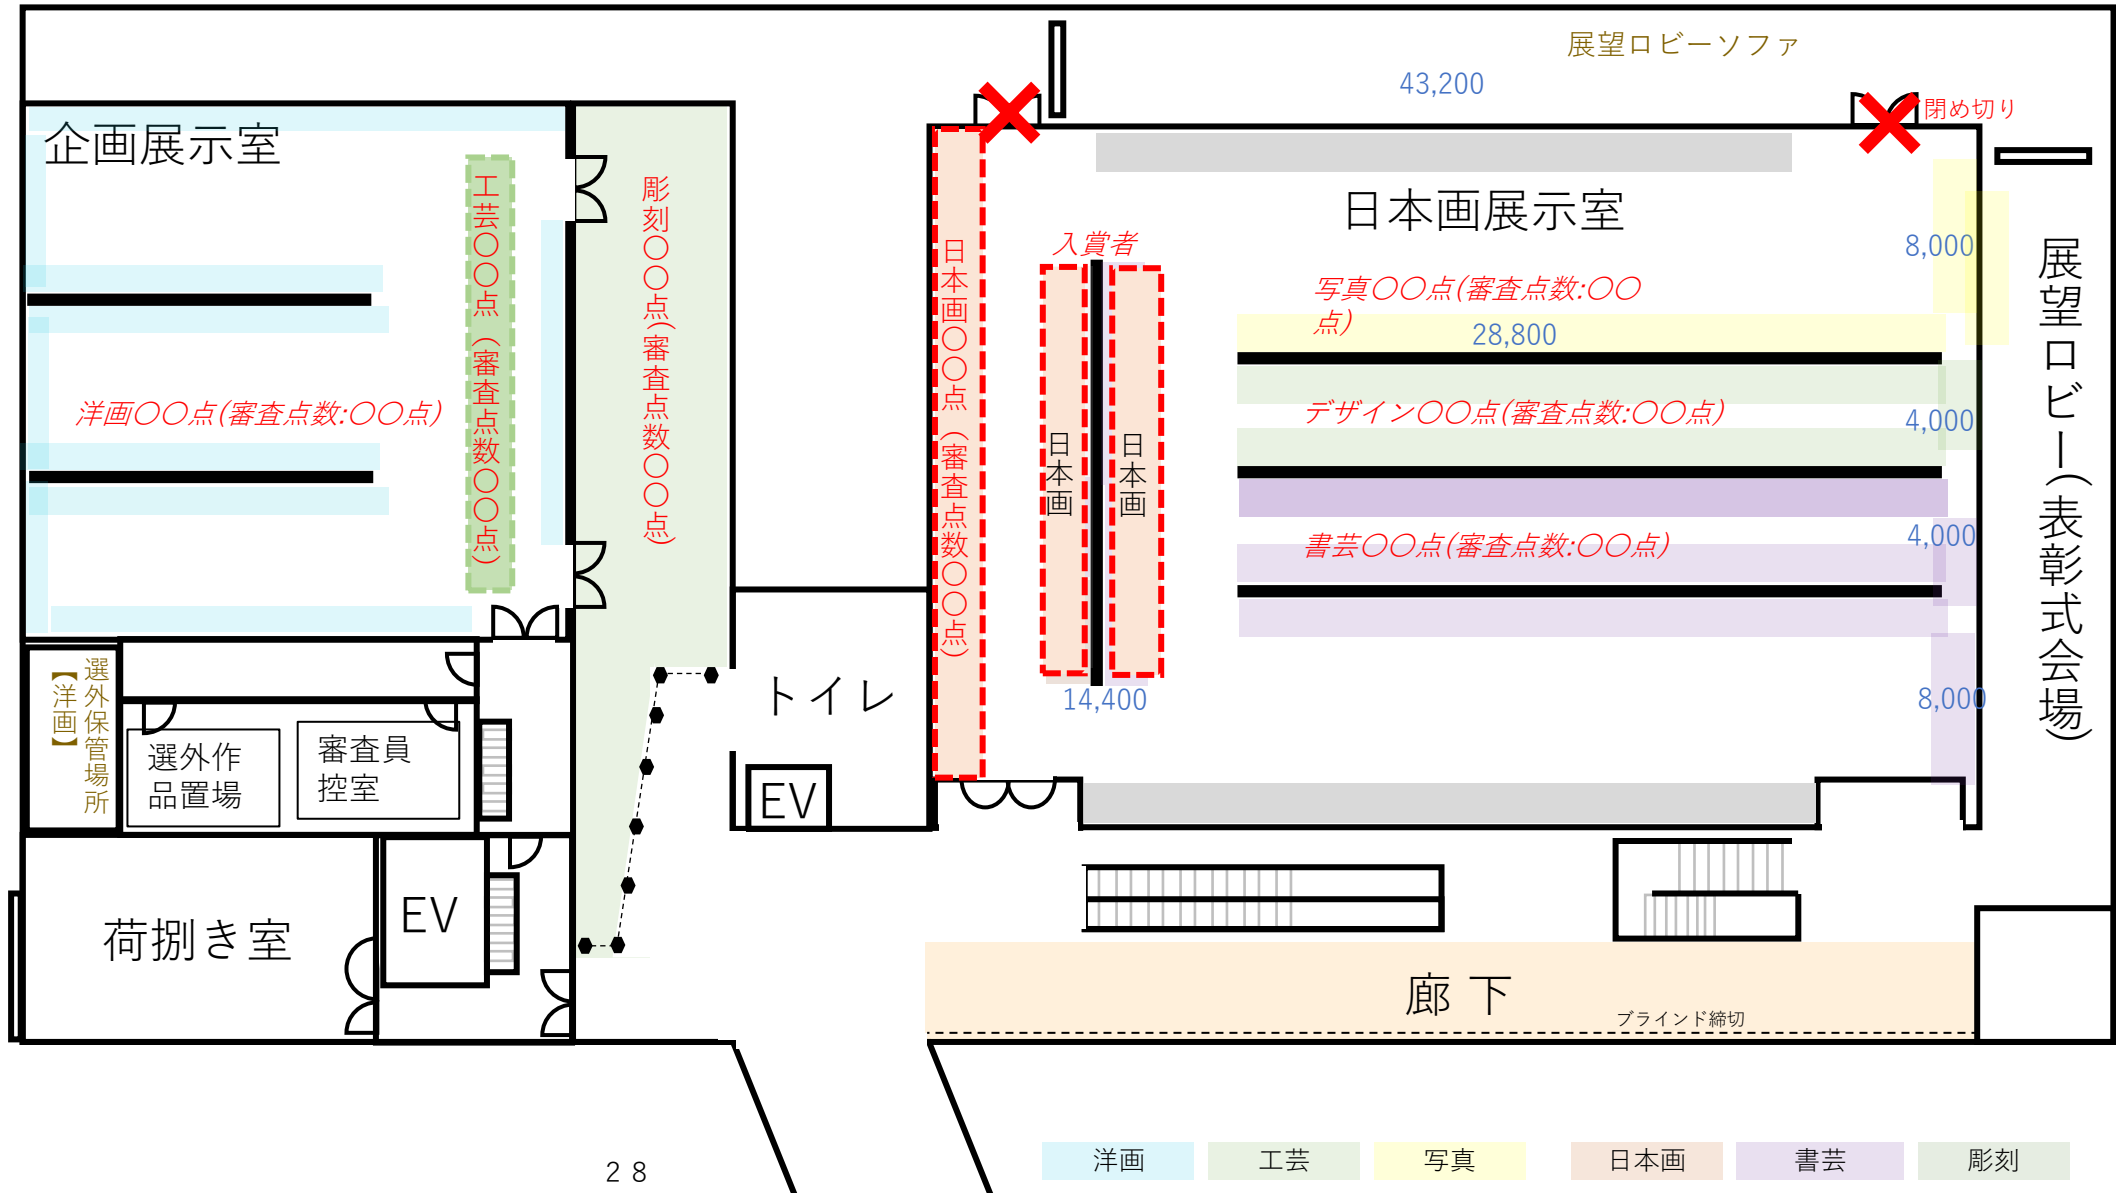 展望ロビーソファ
43,200
閉め切り
企画展示室
日本画展示室
工芸〇〇点（審査点数〇〇点）
彫刻〇〇点（審査点数〇〇点）
日本画〇〇点（審査点数〇〇点）
入賞者
日本画
日本画
14,400
8,000
写真〇〇点(審査点数:〇〇
点)
28,800
洋画〇〇点(審査点数:〇〇点)
デザイン〇〇点(審査点数:〇〇点)
4,000
書芸〇〇点(審査点数:〇〇点)
4,000
8,000
展望ロビー（表彰式会場）
選外保管場所
【洋画】
選外作
品置場
審査員
控室
トイレ
EV
荷捌き室
EV
廊下
ブラインド締切
洋画
工芸
写真
日本画
書芸
彫刻
２８